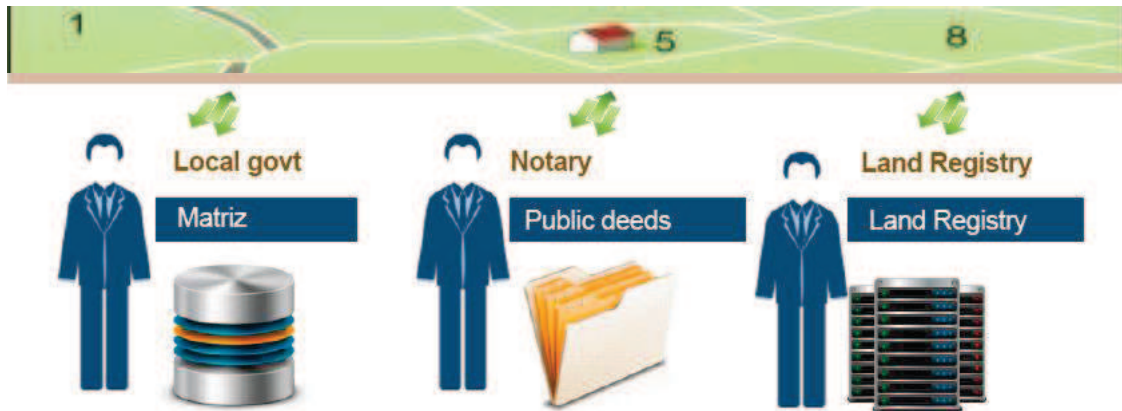 1
5
8
Local govt
Notary
Land Registry
Matriz
Public deeds
Land Registry